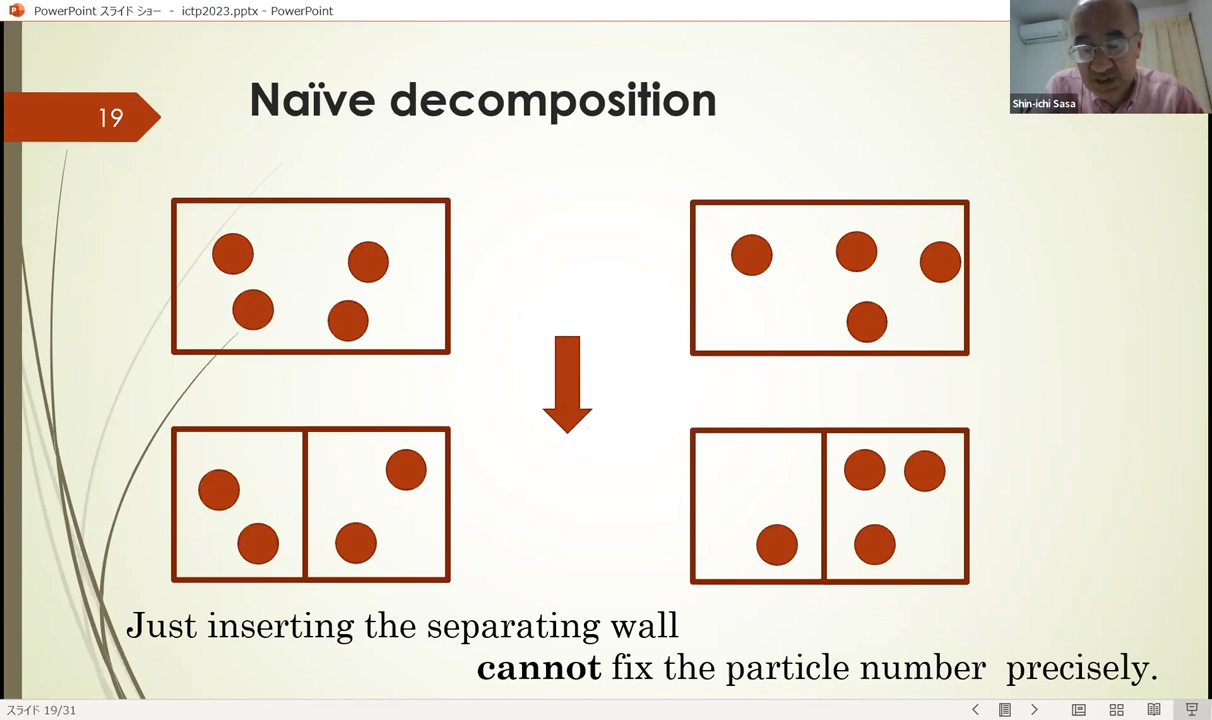 PowerPoint スライド ショー - ictp2023.pptx - PowerPoint
Shin-ichi Sasa
19
Naïve decomposition
Just inserting the separating wall
cannot fix the particle number precisely.
スライド 19/31